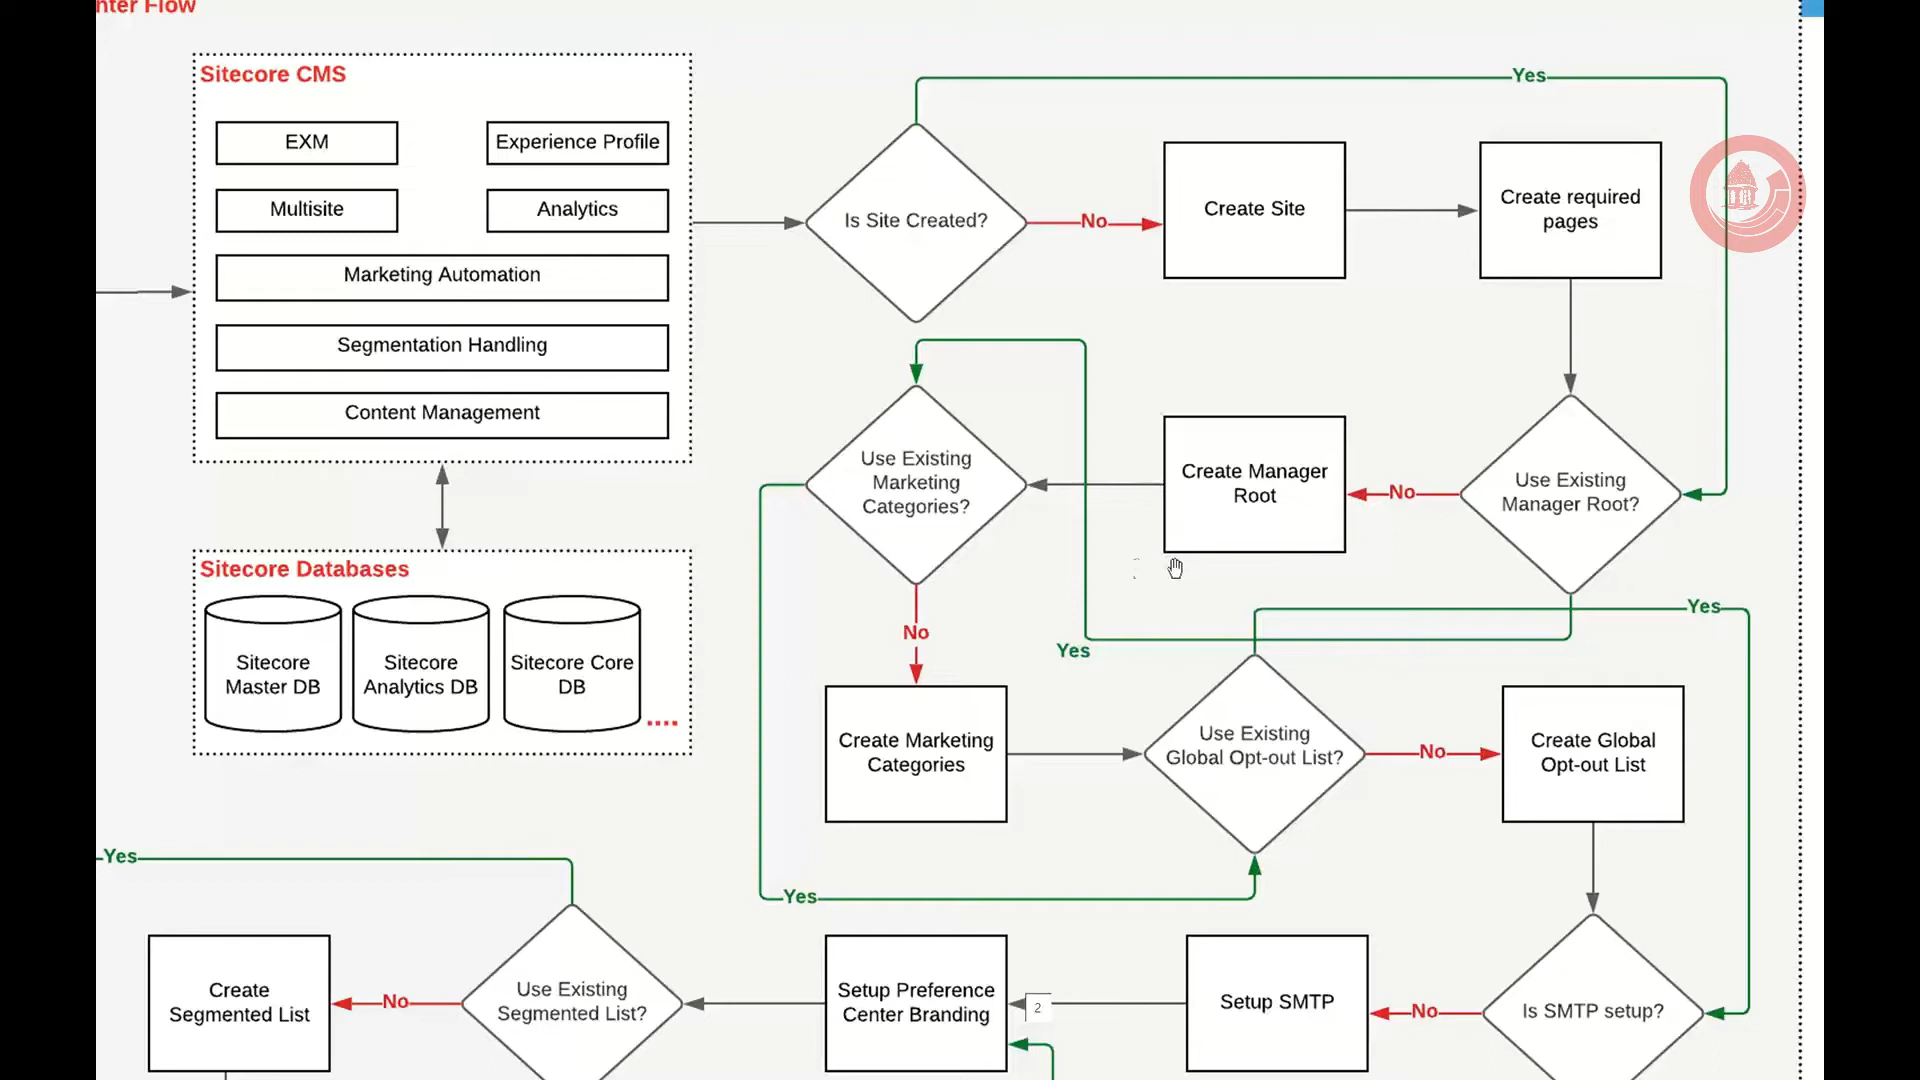 nter Flow
Sitecore CMS
EXM
Experience Profile
Multisite
Analytics
Marketing Automation
Segmentation Handling
Content Management
Sitecore Databases
Sitecore
Master DB
Sitecore
Analytics DB
Sitecore Core
DB
....
Yes
Is Site Created?
No
Create Site
Create required
pages
Use Existing
Marketing
Categories?
Create Manager
Root
No
Use Existing
Manager Root?
No
Yes
Yes
Create Marketing
Categories
Use Existing
Global Opt-out List?
No
Create Global
Opt-out List
Yes
Yes
Create
Segmented List
No
Use Existing
Segmented List?
Setup Preference
Center Branding
2
Setup SMTP
No
Is SMTP setup?